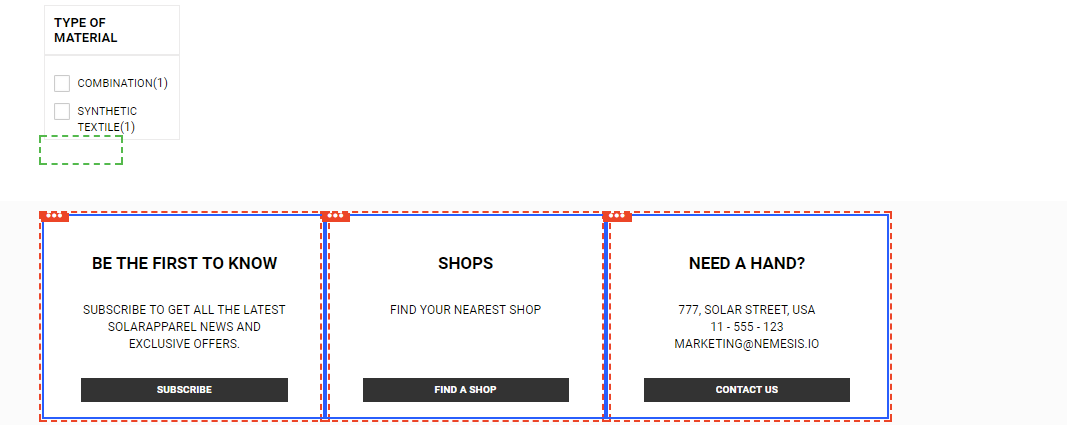 TYPE OF
MATERIAL
COMBINATION(1)
SYNTHETIC
TEXTILE(1)
BE THE FIRST TO KNOW
SUBSCRIBE TO GET ALL THE LATEST
SOLARAPPAREL NEWS AND
EXCLUSIVE OFFERS.
SUBSCRIBE
SHOPS
FIND YOUR NEAREST SHOP
FIND A SHOP
NEED A HAND?
777, SOLAR STREET, USA
11 - 555 - 123
MARKETING@NEMESIS.IO
CONTACT US